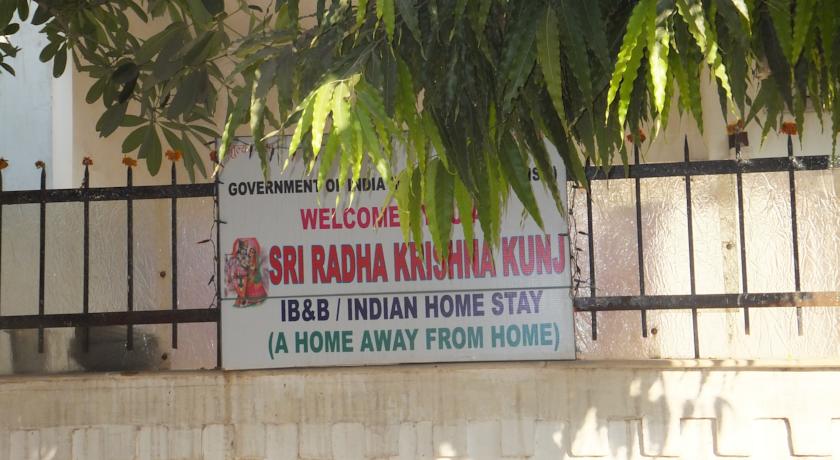 GOVERNMENT OF INDIA
WELCOME
SRI RADHA KRISHNA KUNJ
IB&B / INDIAN HOME STAY
(A HOME AWAY FROM HOME)